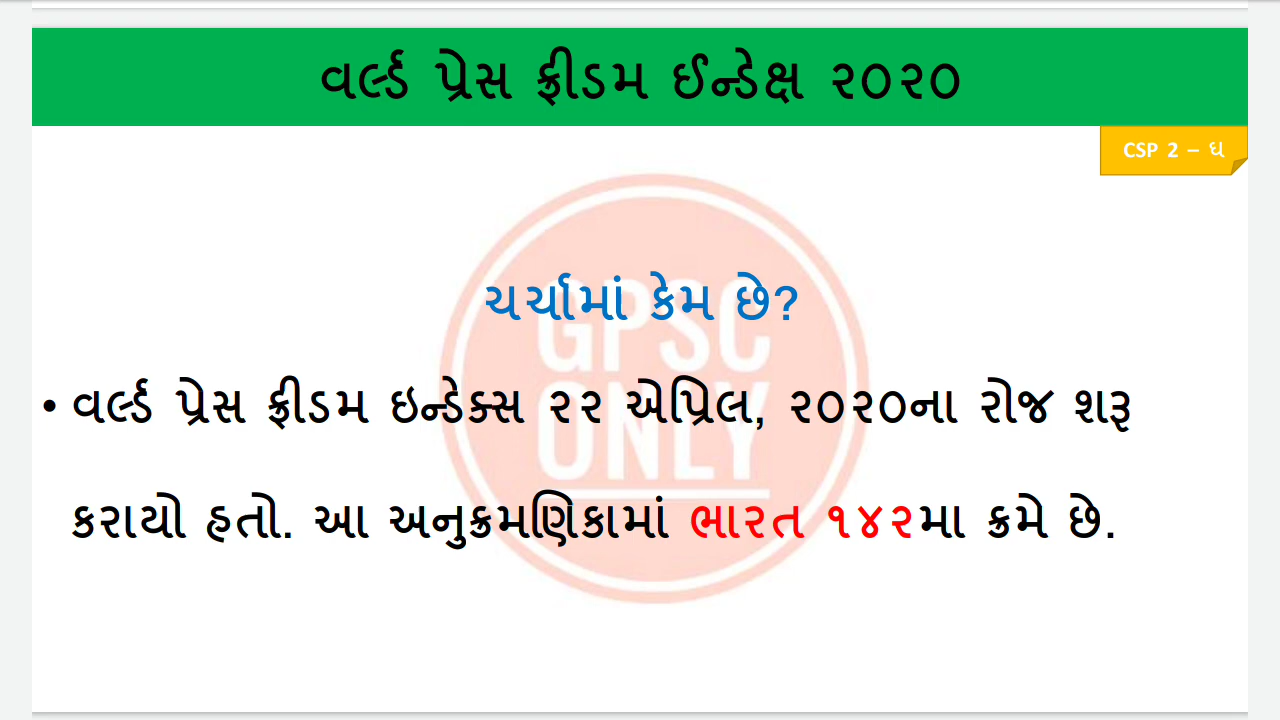 વર્લ્ડ પ્રેસ ફ્રીડમ ઈન્ડેક્ષ ૨૦૨૦
CSP 2 – ઘ
ચર્ચામાં કેમ છે?
GPSC
ONLY
• વર્લ્ડ પ્રેસ ફ્રીડમ ઇન્ડેક્સ ૨૨ એપ્રિલ, ૨૦૨૦ના રોજ શરૂ
કરાયો હતો. આ અનુક્રમણિકામાં ભારત ૧૪૨મા ક્રમે છે.